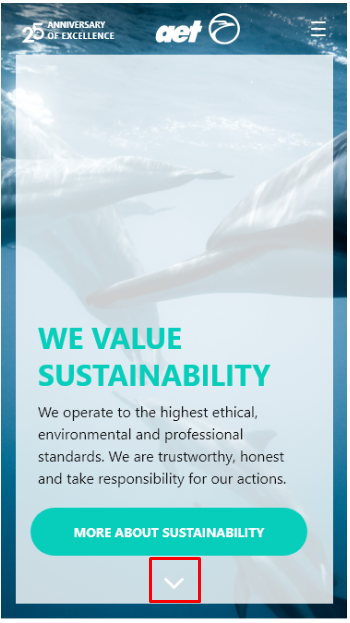 25 ANNIVERSARY
OF EXCELLENCE
aet
WE VALUE
SUSTAINABILITY
We operate to the highest ethical,
environmental and professional
standards. We are trustworthy, honest
and take responsibility for our actions.
MORE ABOUT SUSTAINABILITY